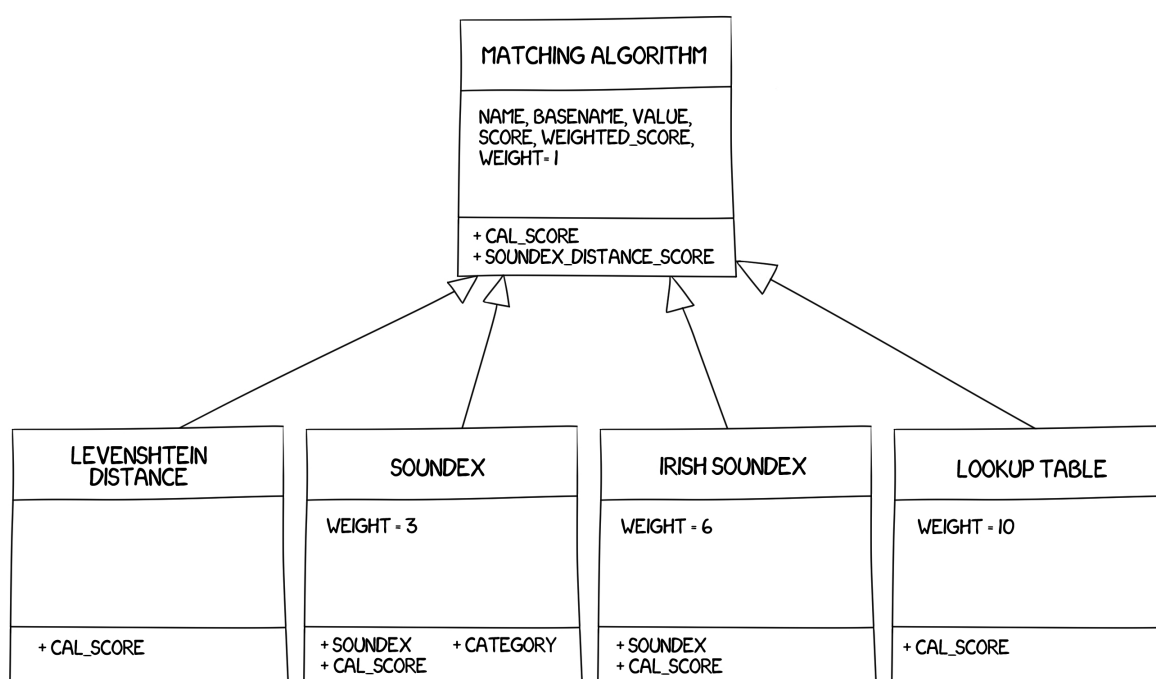 MATCHING ALGORITHM
NAME, BASENAME, VALUE,
SCORE, WEIGHTED_SCORE,
WEIGHT= 1
+ CAL_SCORE
+ SOUNDEX_DISTANCE_SCORE
LEVENSHTEIN
DISTANCE
+ CAL_SCORE
SOUNDEX
WEIGHT = 3
+ SOUNDEX + CATEGORY
+ CAL_SCORE
IRISH SOUNDEX
WEIGHT = 6
+ SOUNDEX
+ CAL_SCORE
LOOKUP TABLE
WEIGHT = 10
+ CAL_SCORE